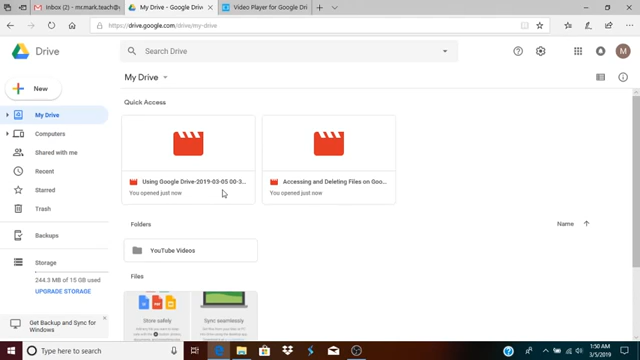 Inbox (2) - mr.mark.teach@
My Drive - Google Driv
Video Player for Google Dri
https://drive.google.com/drive/my-drive
Drive
Search Drive
M
New
My Drive
My Drive
Quick Access
Computers
Shared with me
Using Google Drive-2019-03-05 00-3...
Accessing and Deleting Files on Goo...
Recent
You opened just now
You opened just now
Starred
Trash
Folders
Name
Backups
YouTube Videos
Storage
Files
244.3 MB of 15 GB used
UPGRADE STORAGE
Store safely
Sync seamlessly
Get Backup and Sync for
Windows
Type here to search
1:50 AM
3/5/2019